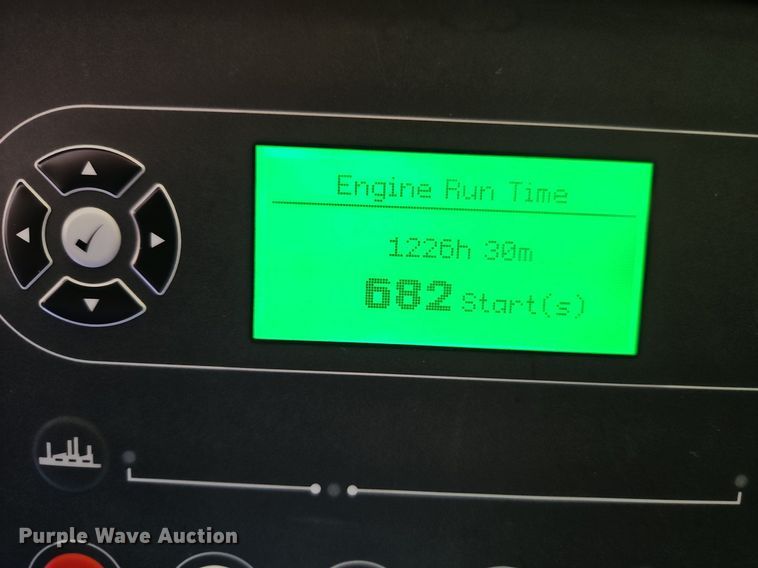 Engine Run Time
1226h 30m
682 Start(s)
Purple Wave Auction